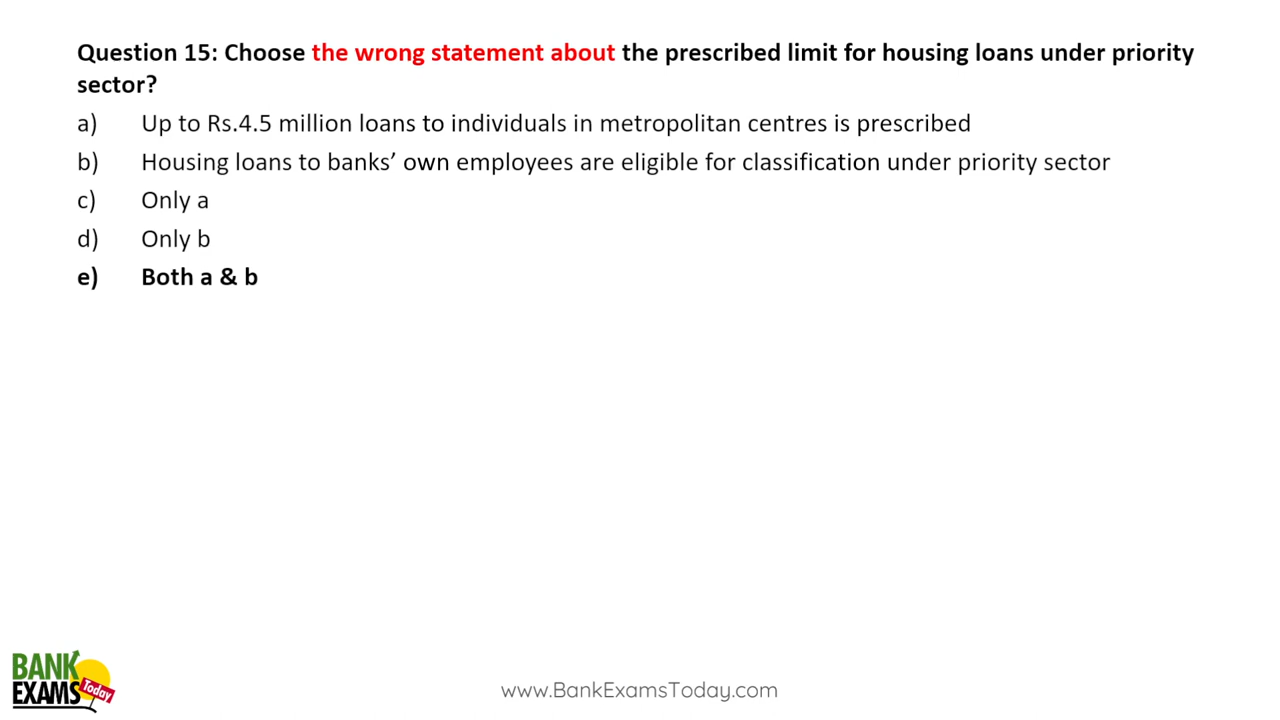 Question 15: Choose the wrong statement about the prescribed limit for housing loans under priority
sector?
a) Up to Rs.4.5 million loans to individuals in metropolitan centres is prescribed
b) Housing loans to banks’ own employees are eligible for classification under priority sector
c) Only a
d) Only b
e) Both a & b
BANK
EXAMS Today
www.BankExamsToday.com